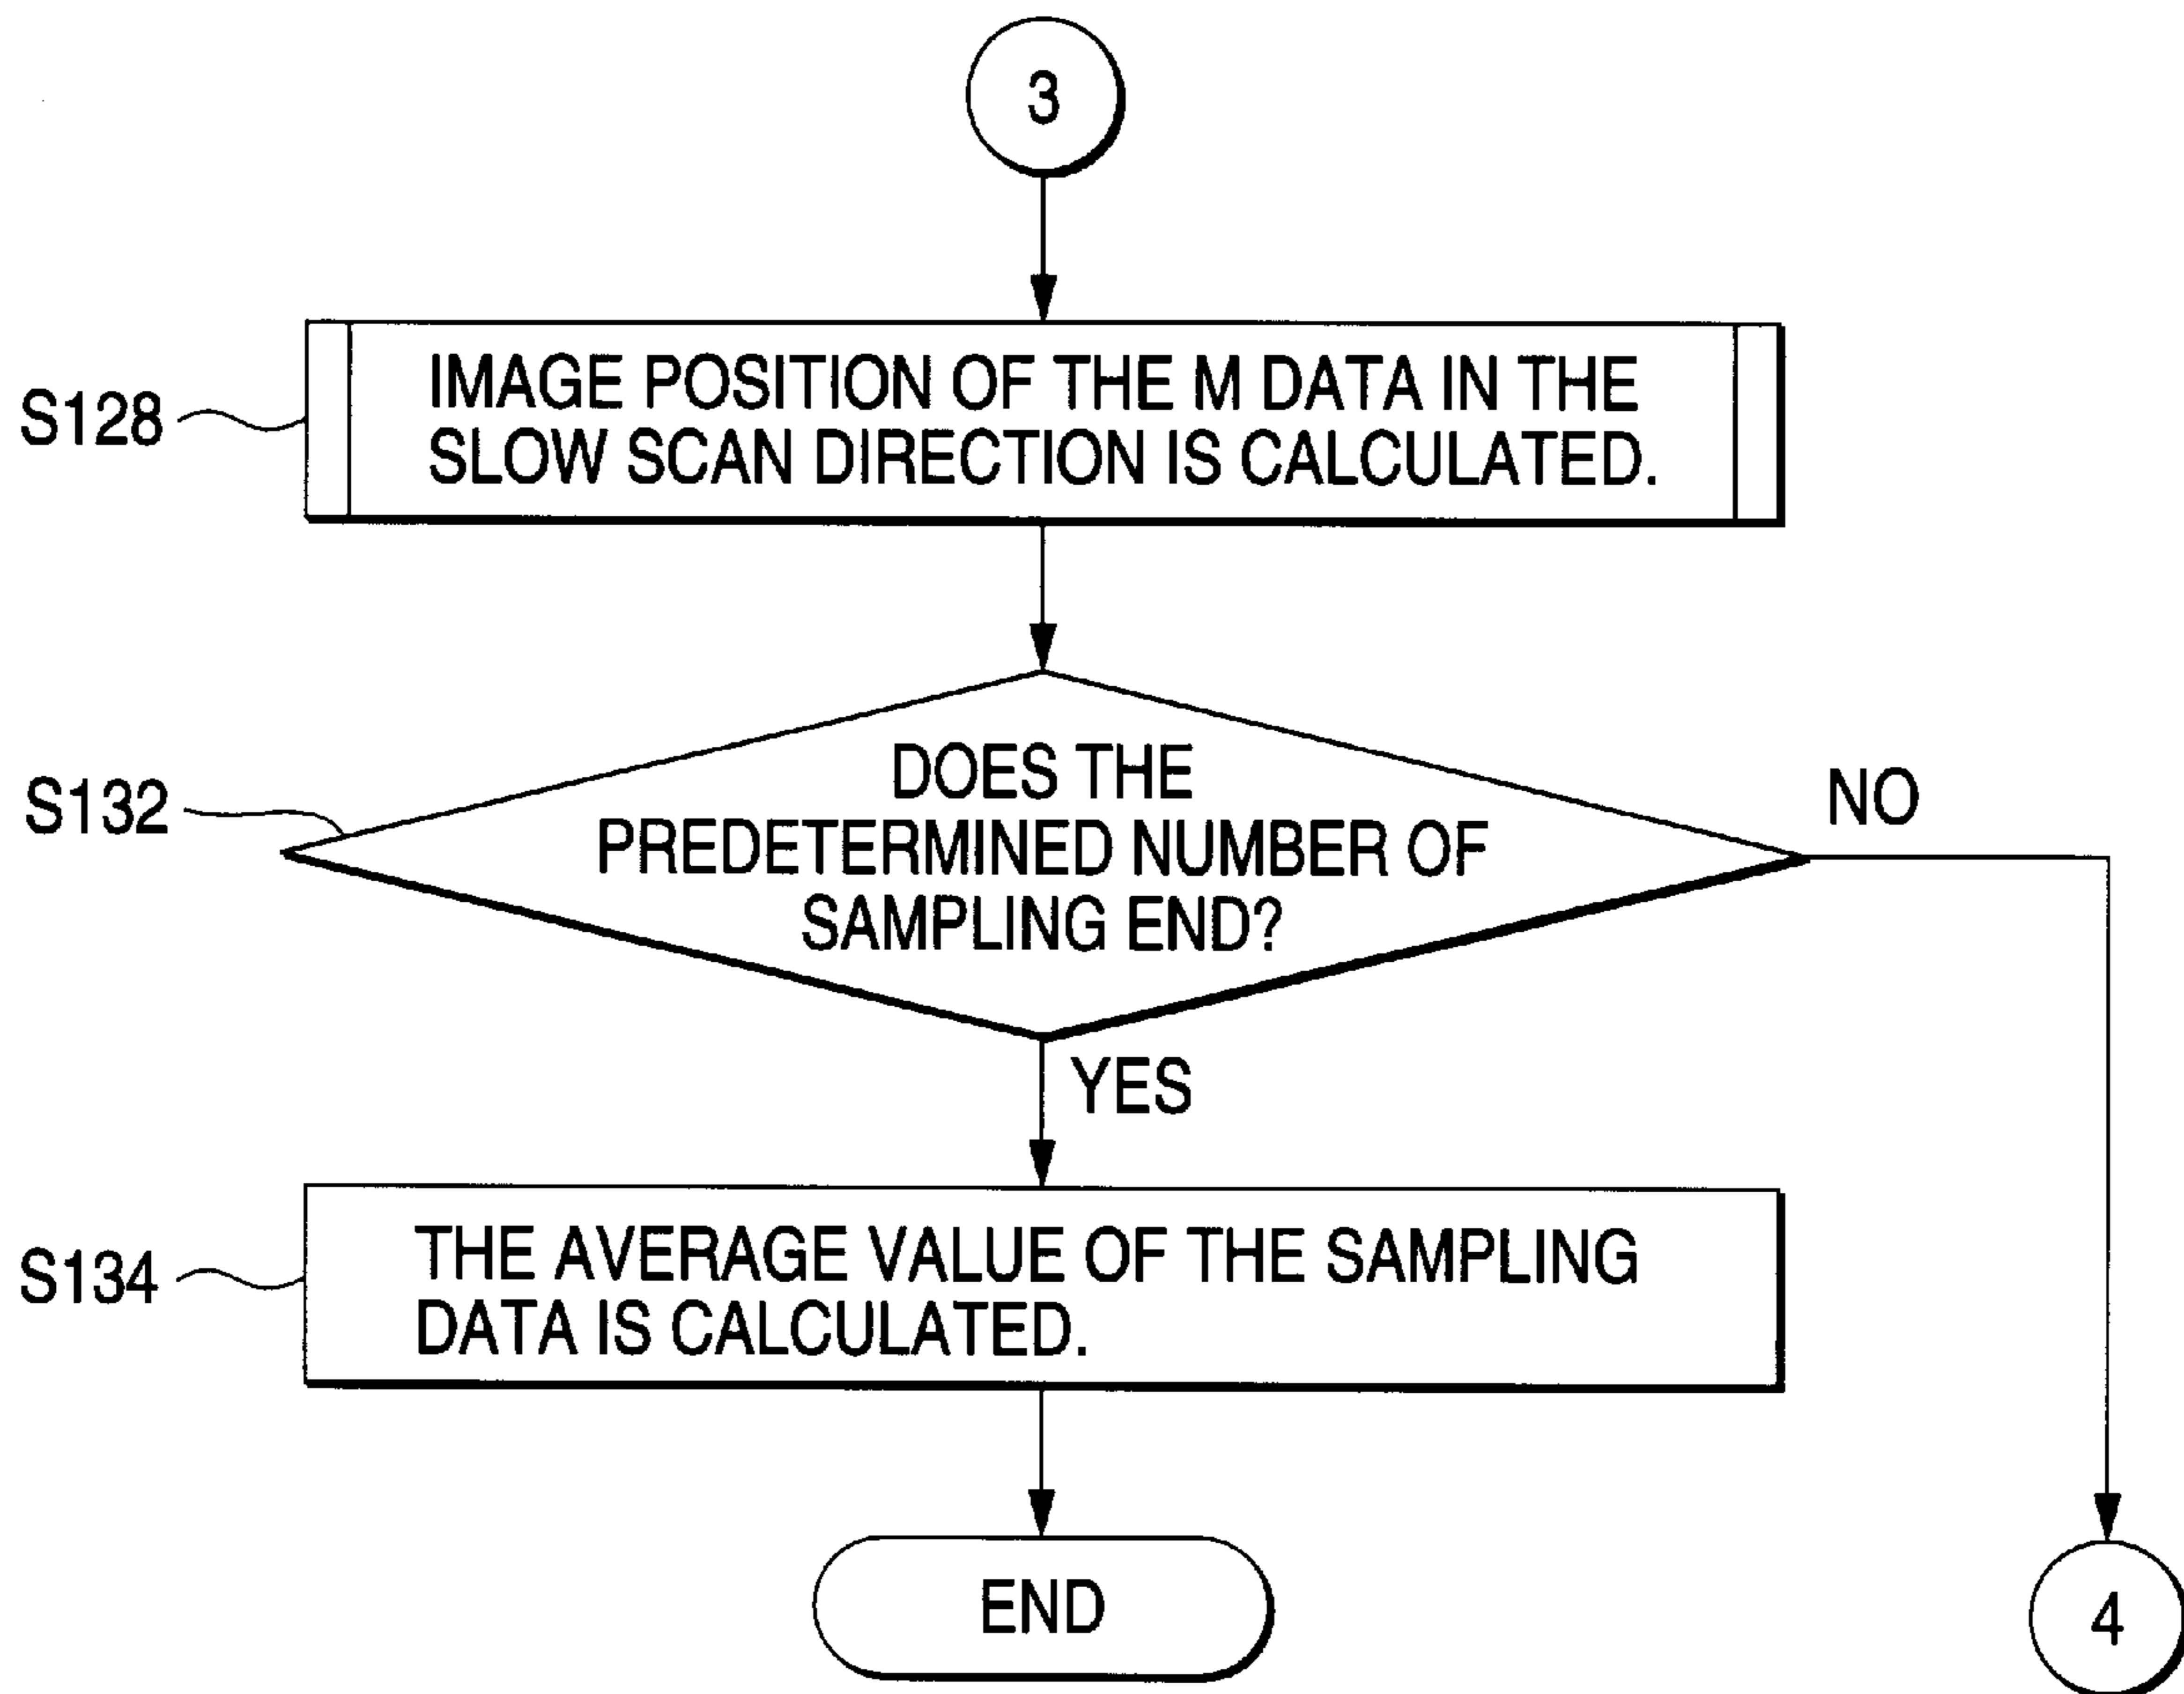 3
S128
IMAGE POSITION OF THE M DATA IN THE
SLOW SCAN DIRECTION IS CALCULATED.
S132
DOES THE
PREDETERMINED NUMBER OF
SAMPLING END?
NO
YES
S134
THE AVERAGE VALUE OF THE SAMPLING
DATA IS CALCULATED.
END
4